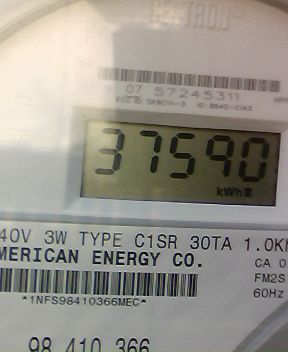 CENTRON®
07 57245311
37590
kWh
40V 3W TYPE C1SR 30TA 1.0K
MERICAN ENERGY CO.
CA 0
FM2S
60Hz
*1NFS98410366MEC*
98 410 366